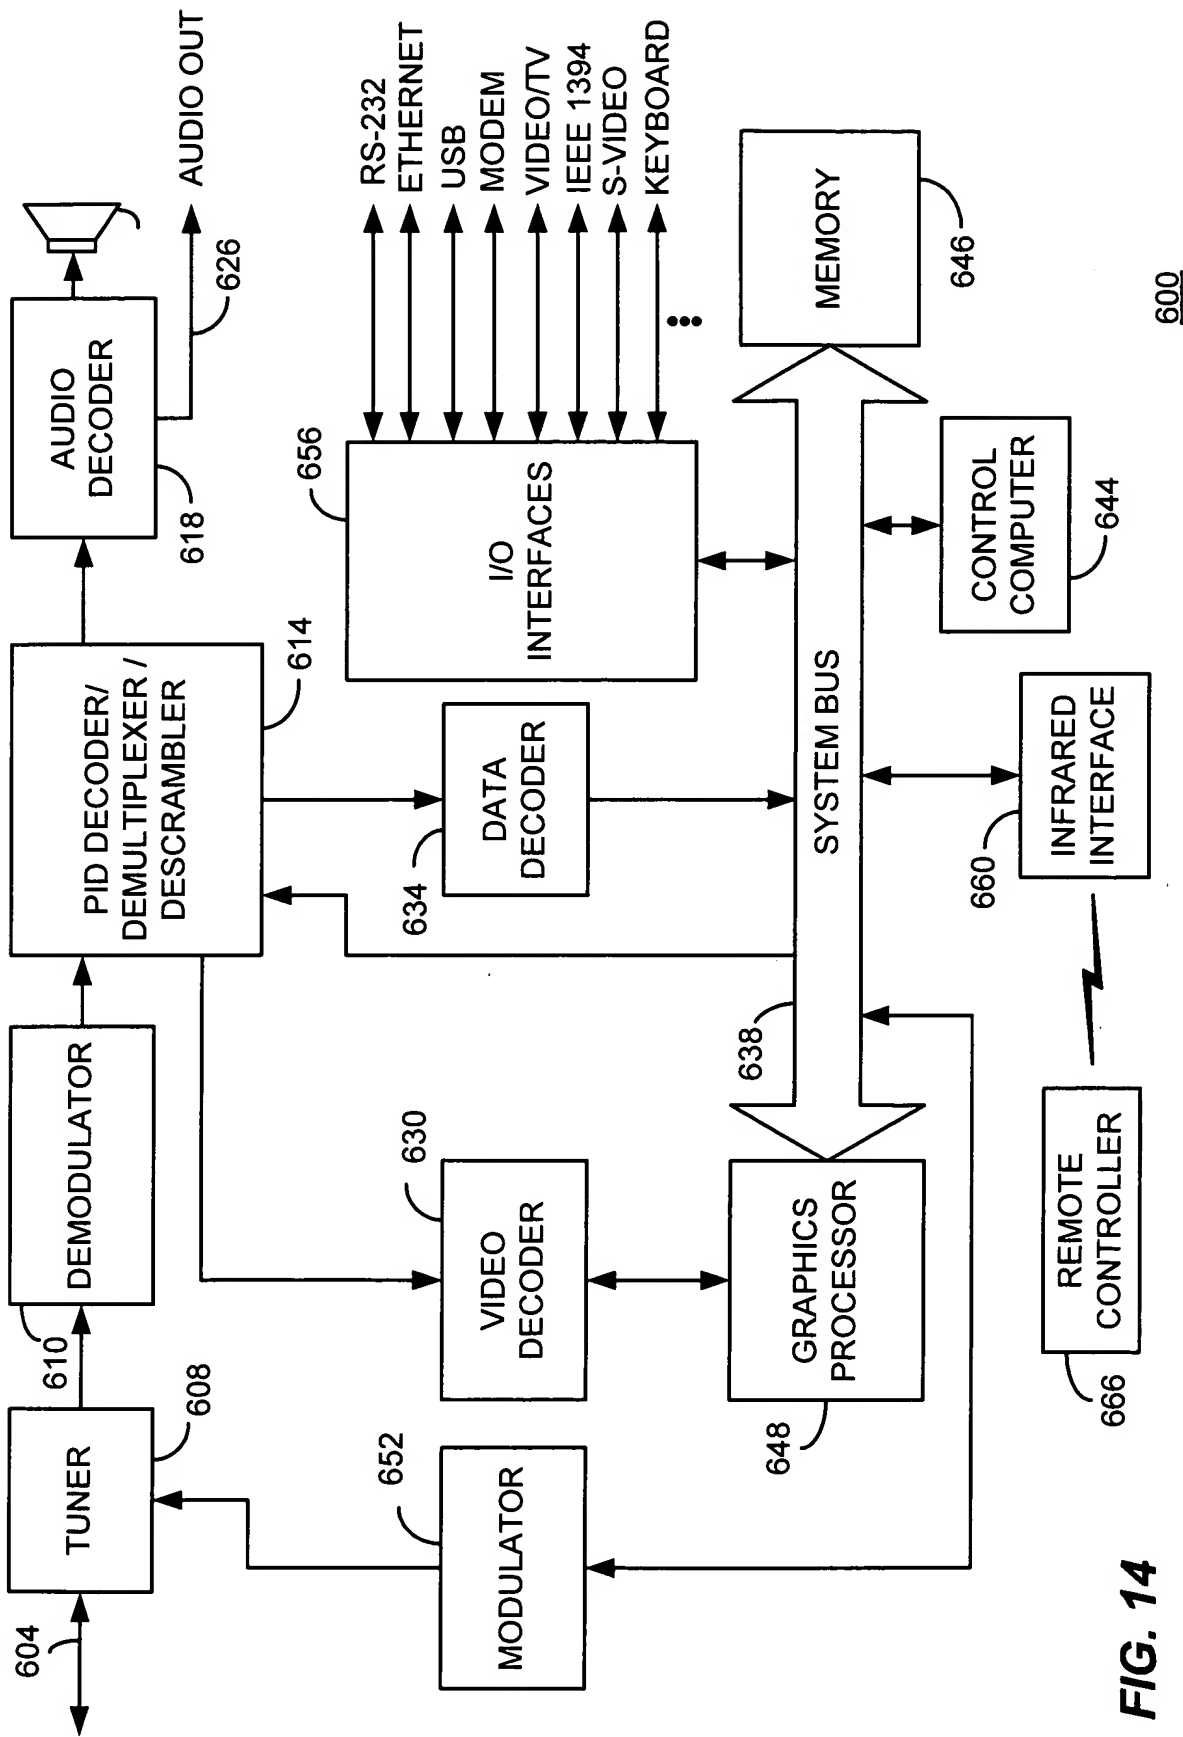 604
TUNER
608
610
DEMODULATOR
PID DECODER/
DEMULTIPLEXER /
DESCRAMBLER
614
AUDIO
DECODER
618
626
AUDIO OUT
652
MODULATOR
630
VIDEO
DECODER
634
DATA
DECODER
656
I/O
INTERFACES
RS-232
ETHERNET
USB
MODEM
VIDEO/TV
IEEE 1394
S-VIDEO
KEYBOARD
648
GRAPHICS
PROCESSOR
638
SYSTEM BUS
MEMORY
646
666
REMOTE
CONTROLLER
660
INFRARED
INTERFACE
CONTROL
COMPUTER
644
FIG. 14
600